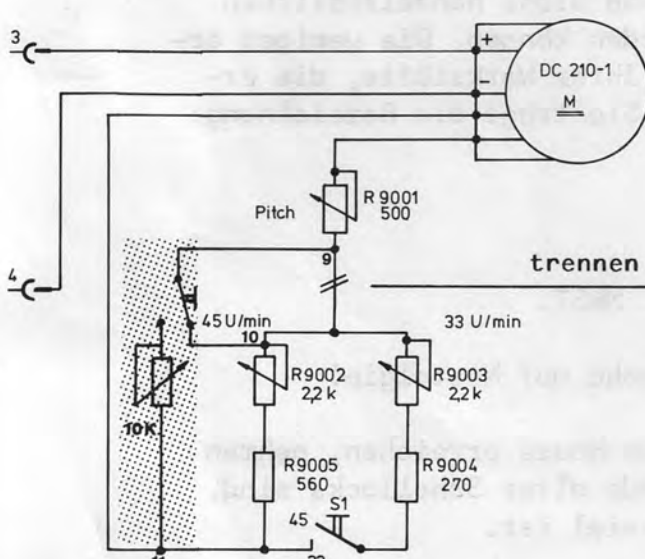 3
+
DC 210-1
-
M
R 9001
500
Pitch
9
4
trennen
45 U/min
10
33 U/min
R 9002
2,2 k
R 9003
2,2 k
10K
R 9005
560
R 9004
270
S1
45